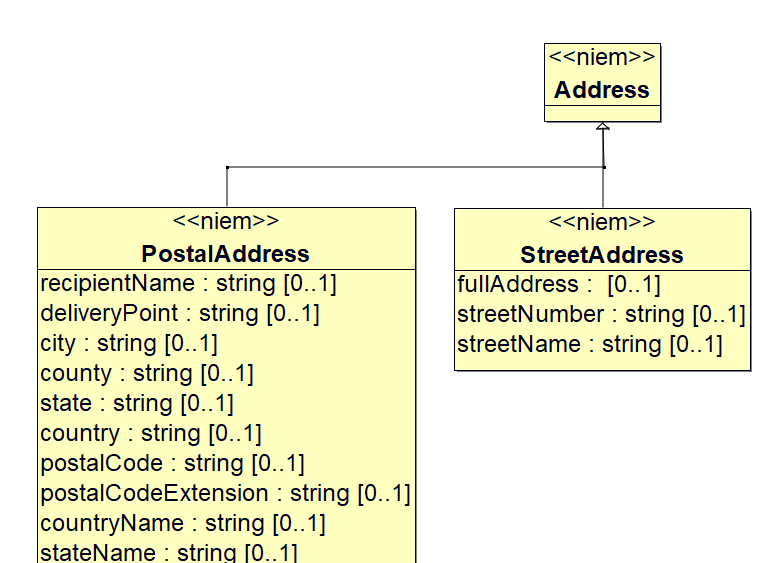 <<niem>>
Address
<<niem>>
PostalAddress
recipientName : string [0..1]
deliveryPoint : string [0..1]
city : string [0..1]
county : string [0..1]
state : string [0..1]
country : string [0..1]
postalCode : string [0..1]
postalCodeExtension : string [0..1]
countryName : string [0..1]
stateName : string [0..1]
<<niem>>
StreetAddress
fullAddress :  [0..1]
streetNumber : string [0..1]
streetName : string [0..1]